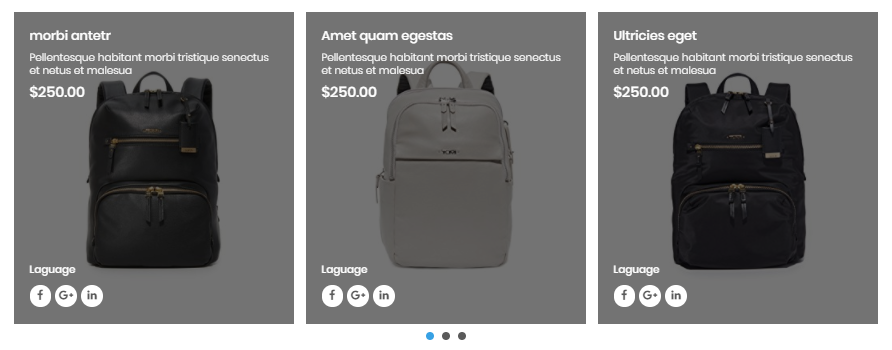 morbi antetr
Pellentesque habitant morbi tristique senectus
et netus et malesua
$250.00
Laguage
f G+ in
Amet quam egestas
Pellentesque habitant morbi tristique senectus
et netus et malesua
$250.00
Laguage
f G+ in
Ultricies eget
Pellentesque habitant morbi tristique senectus
et netus et malesua
$250.00
Laguage
f G+ in